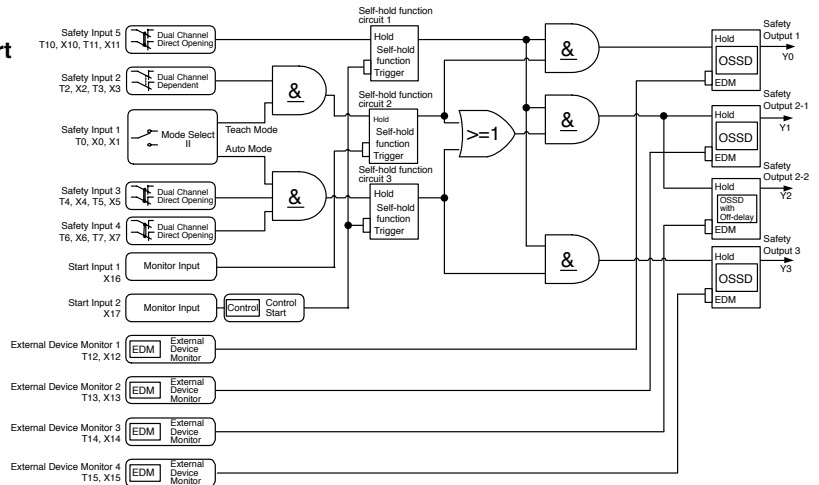 rt
Safety Input 5
T10, X10, T11, X11
Dual Channel
Direct Opening
Safety Input 2
T2, X2, T3, X3
Dual Channel
Dependent
Safety Input 1
T0, X0, X1
Mode Select
II
Teach Mode
Auto Mode
Safety Input 3
T4, X4, T5, X5
Dual Channel
Direct Opening
Safety Input 4
T6, X6, T7, X7
Dual Channel
Direct Opening
Start Input 1
X16
Monitor Input
Start Input 2
X17
Monitor Input
Control
Control
Start
External Device Monitor 1
T12, X12
EDM
External
Device
Monitor
External Device Monitor 2
T13, X13
EDM
External
Device
Monitor
External Device Monitor 3
T14, X14
EDM
External
Device
Monitor
External Device Monitor 4
T15, X15
EDM
External
Device
Monitor
&
&
Self-hold function
circuit 1
Hold
Self-hold
function
Trigger
Self-hold function
circuit 2
Hold
Self-hold
function
Trigger
Self-hold function
circuit 3
Hold
Self-hold
function
Trigger
>=1
&
&
&
Hold
OSSD
EDM
Safety
Output 1
Y0
Hold
OSSD
EDM
Safety
Output 2-1
Y1
Hold
OSSD
with
Off-delay
EDM
Safety
Output 2-2
Y2
Hold
OSSD
EDM
Safety
Output 3
Y3